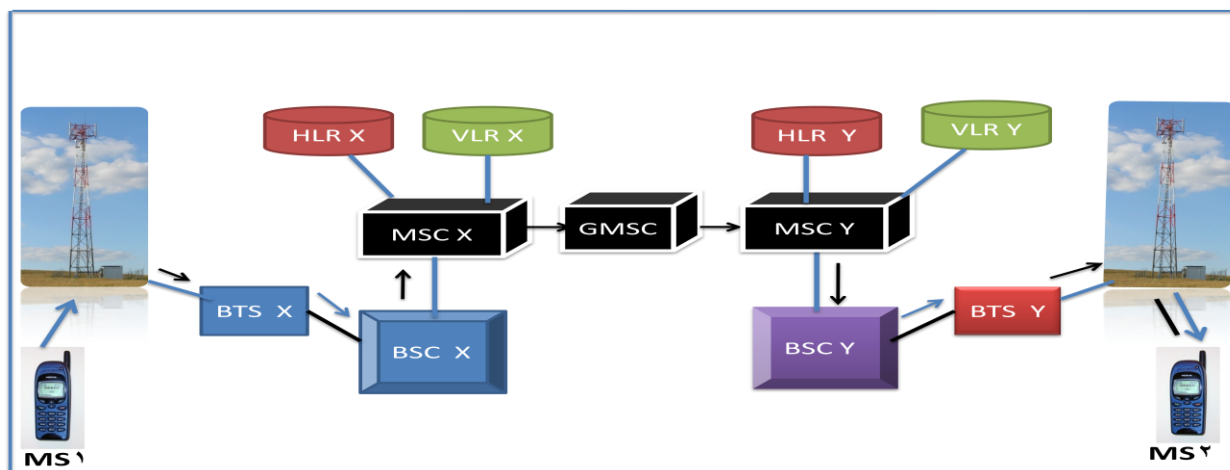 HLR X
VLR X
HLR Y
VLR Y
MSC X
GMSC
MSC Y
BTS X
BSC X
BSC Y
BTS Y
MS١
MS٢